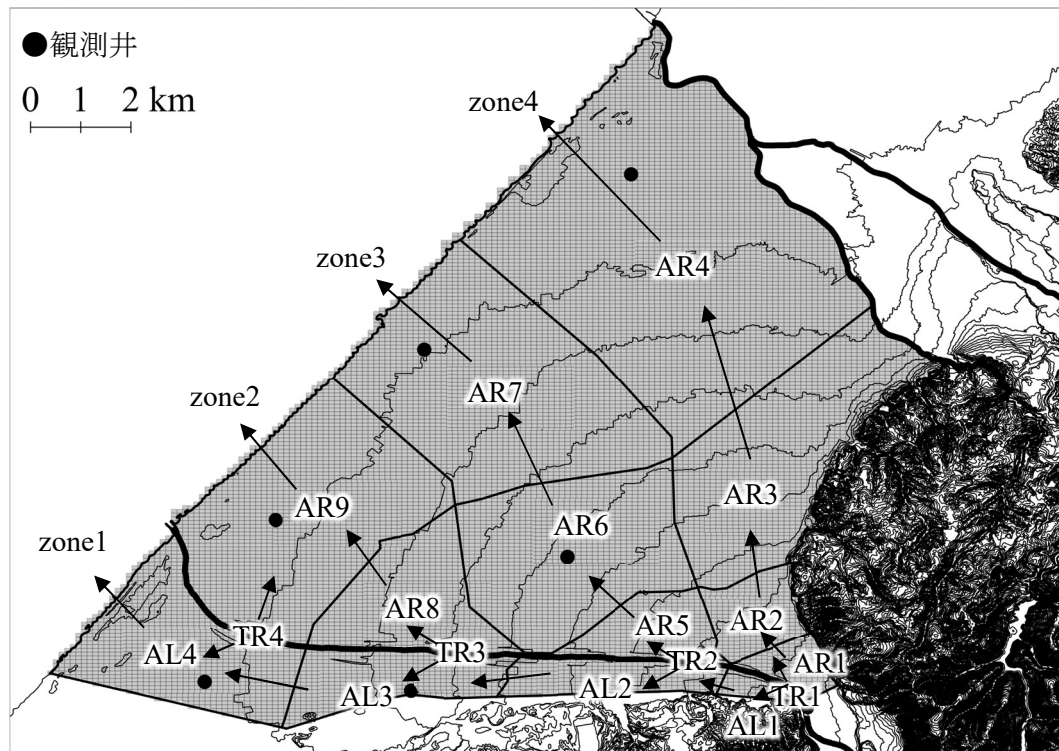 ●観測井
0 1 2 km
zone4
AR4
zone3
AR7
zone2
AR3
AR9
AR6
zone1
AR8
AR2
AR5
TR4
TR3
TR2
AR1
AL4
AL3
AL2
TR1
AL1